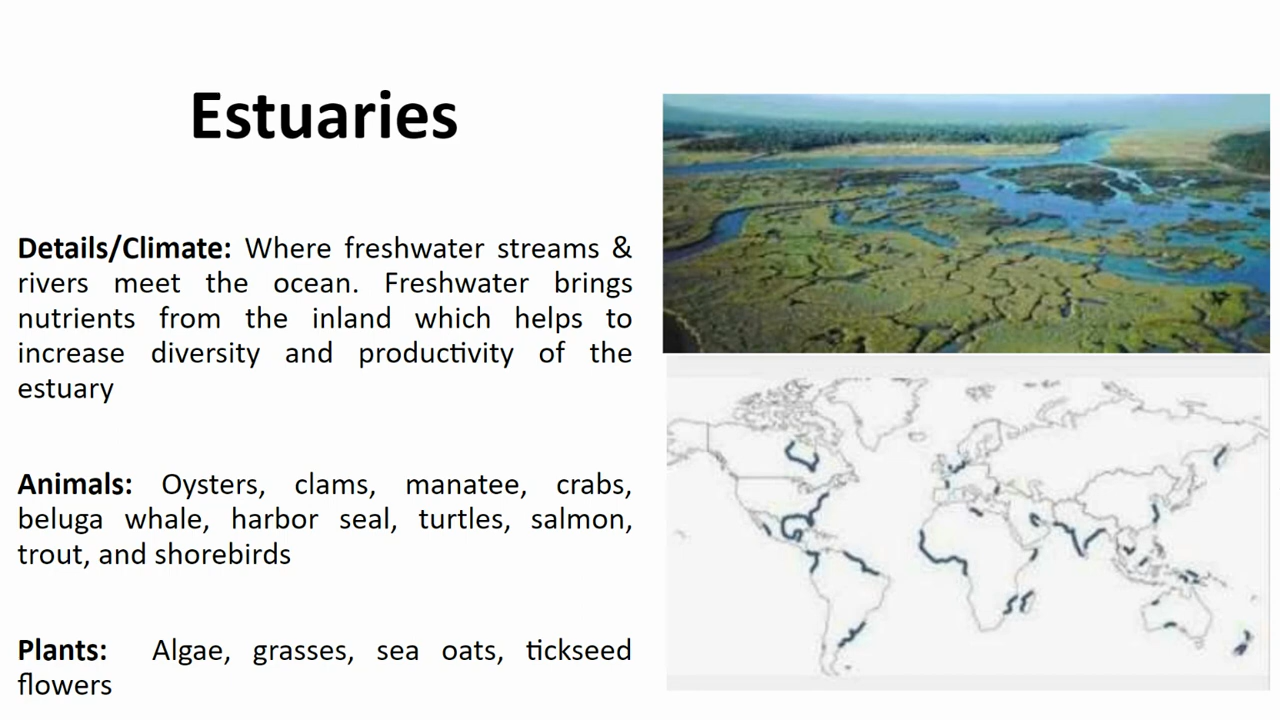 Estuaries
Details/Climate: Where freshwater streams &
rivers meet the ocean. Freshwater brings
nutrients from the inland which helps to
increase diversity and productivity of the
estuary
Animals: Oysters, clams, manatee, crabs,
beluga whale, harbor seal, turtles, salmon,
trout, and shorebirds
Plants: Algae, grasses, sea oats, tickseed
flowers